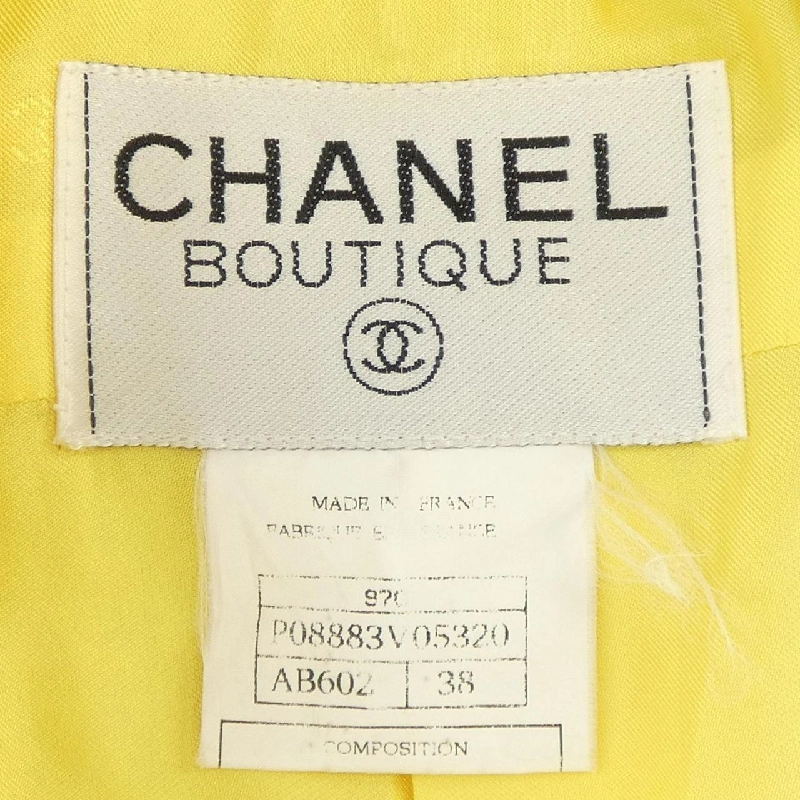 CHANEL
BOUTIQUE
MADE IN FRANCE
P08883V05320
AB602 38
COMPOSITION